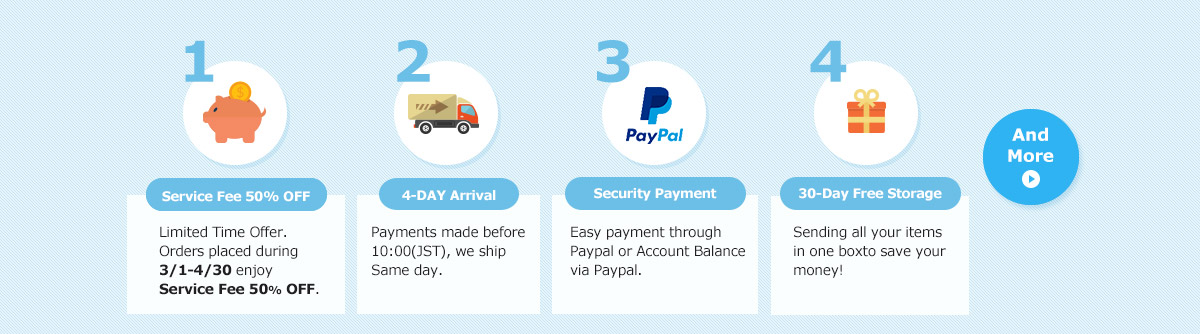 1
Service Fee 50% OFF
Limited Time Offer.
Orders placed during
3/1-4/30 enjoy
Service Fee 50% OFF.
2
4-DAY Arrival
Payments made before
10:00(JST), we ship
Same day.
3
PayPal
Security Payment
Easy payment through
Paypal or Account Balance
via Paypal.
4
30-Day Free Storage
Sending all your items
in one boxto save your
money!
And
More